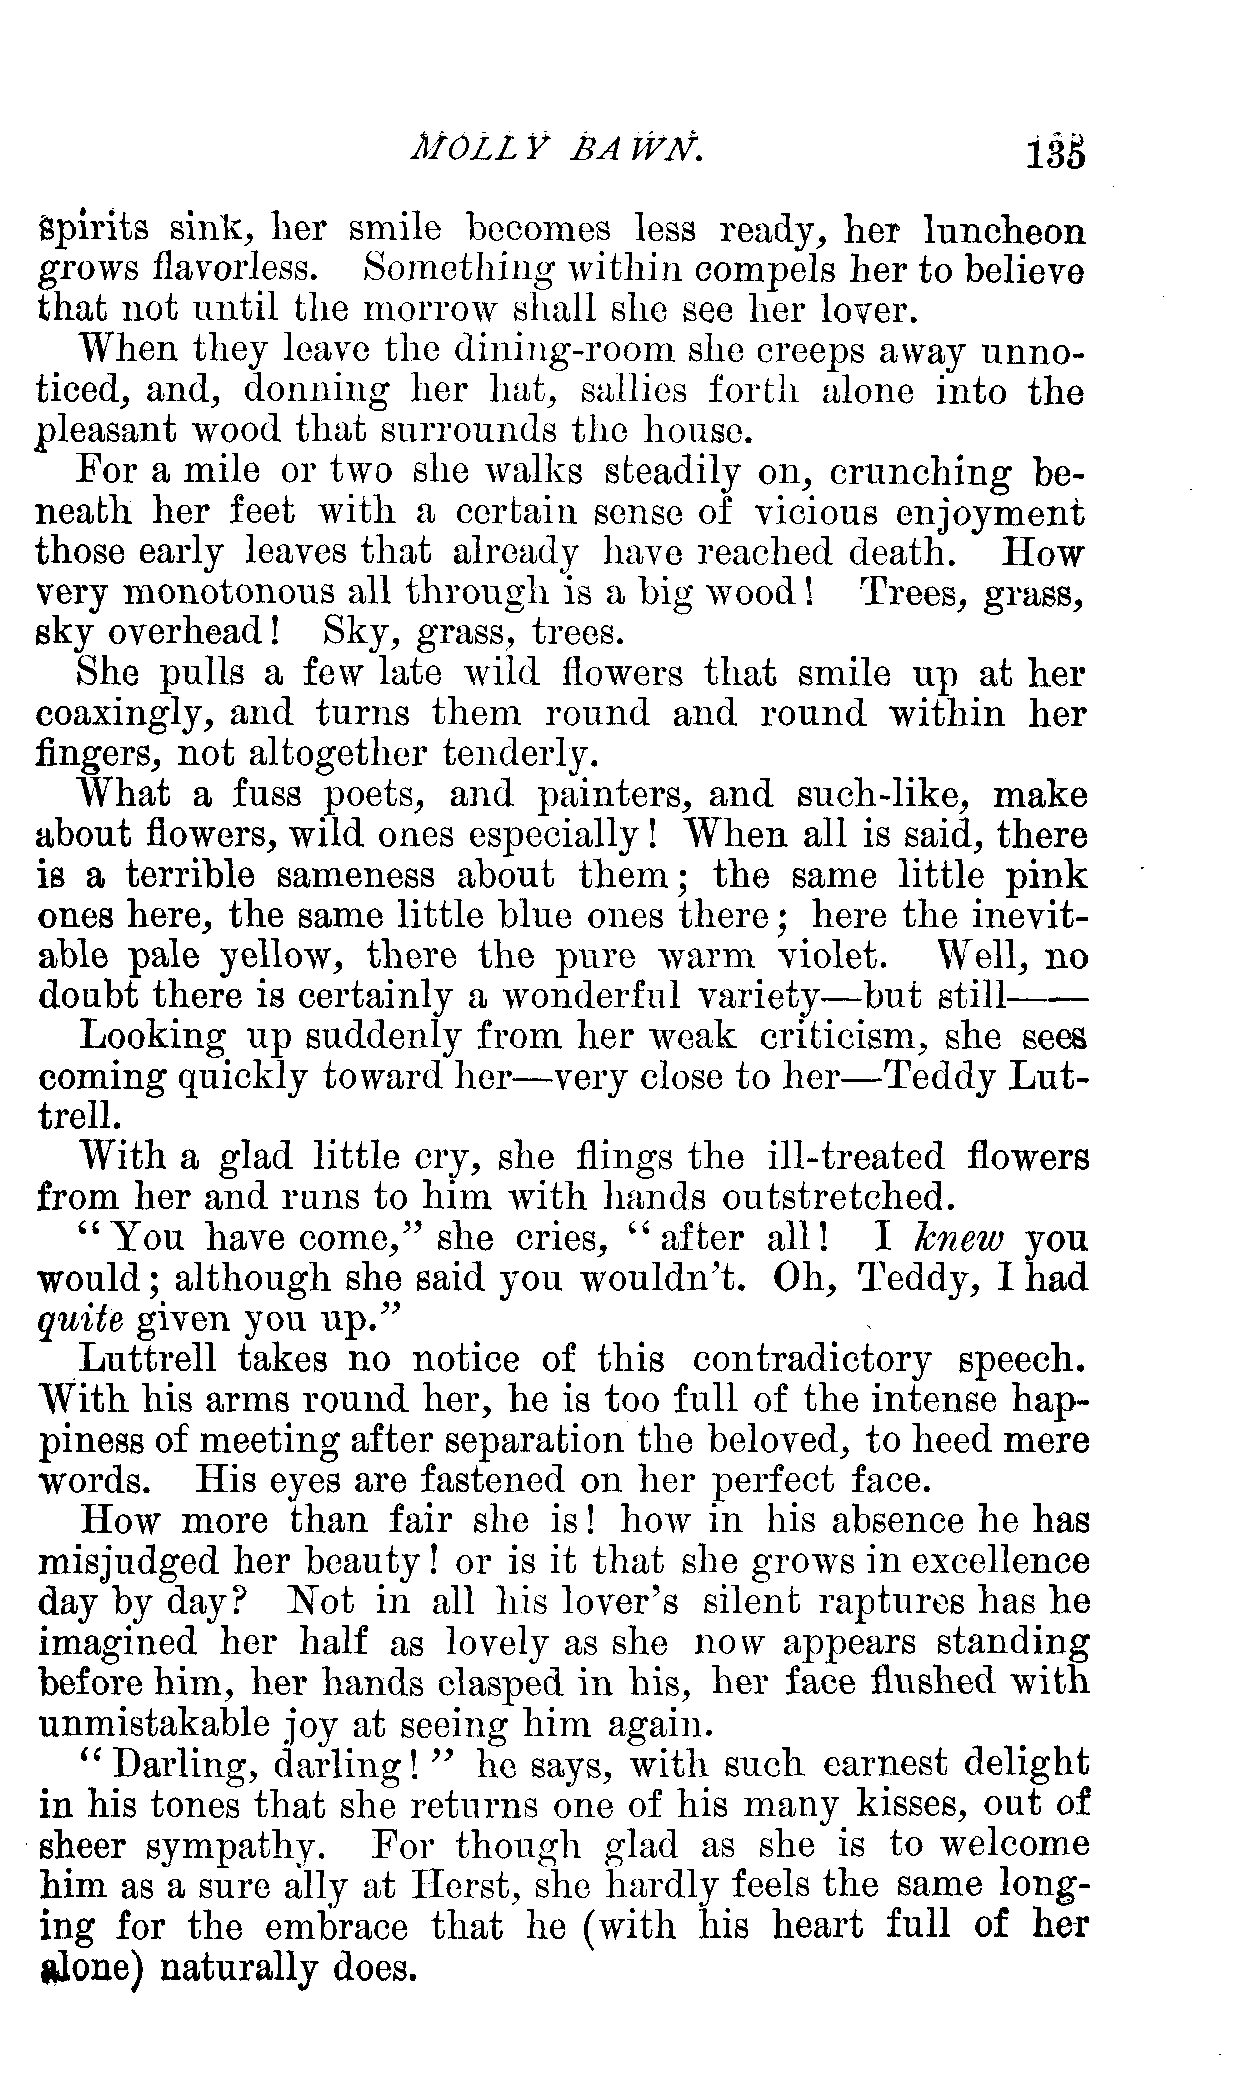 MOLLY BAWN. 135
spirits sink, her smile becomes less ready, her luncheon
grows flavorless. Something within compels her to believe
that not until the morrow shall she see her lover.
When they leave the dining-room she creeps away unno-
ticed, and, donning her hat, sallies forth alone into the
pleasant wood that surrounds the house.
For a mile or two she walks steadily on, crunching be-
neath her feet with a certain sense of vicious enjoyment
those early leaves that already have reached death. How
very monotonous all through is a big wood! Trees, grass,
sky overhead! Sky, grass, trees.
She pulls a few late wild flowers that smile up at her
coaxingly, and turns them round and round within her
fingers, not altogether tenderly.
What a fuss poets, and painters, and such-like, make
about flowers, wild ones especially! When all is said, there
is a terrible sameness about them; the same little pink
ones here, the same little blue ones there; here the inevit-
able pale yellow, there the pure warm violet. Well, no
doubt there is certainly a wonderful variety—but still——
Looking up suddenly from her weak criticism, she sees
coming quickly toward her—very close to her—Teddy Lut-
trell.
With a glad little cry, she flings the ill-treated flowers
from her and runs to him with hands outstretched.
"You have come," she cries, "after all! I knew you
would; although she said you wouldn't. Oh, Teddy, I had
quite given you up."
Luttrell takes no notice of this contradictory speech.
With his arms round her, he is too full of the intense hap-
piness of meeting after separation the beloved, to heed mere
words. His eyes are fastened on her perfect face.
How more than fair she is! how in his absence he has
misjudged her beauty! or is it that she grows in excellence
day by day? Not in all his lover's silent raptures has he
imagined her half as lovely as she now appears standing
before him, her hands clasped in his, her face flushed with
unmistakable joy at seeing him again.
"Darling, darling!" he says, with such earnest delight
in his tones that she returns one of his many kisses, out of
sheer sympathy. For though glad as she is to welcome
him as a sure ally at Herst, she hardly feels the same long-
ing for the embrace that he (with his heart full of her
alone) naturally does.